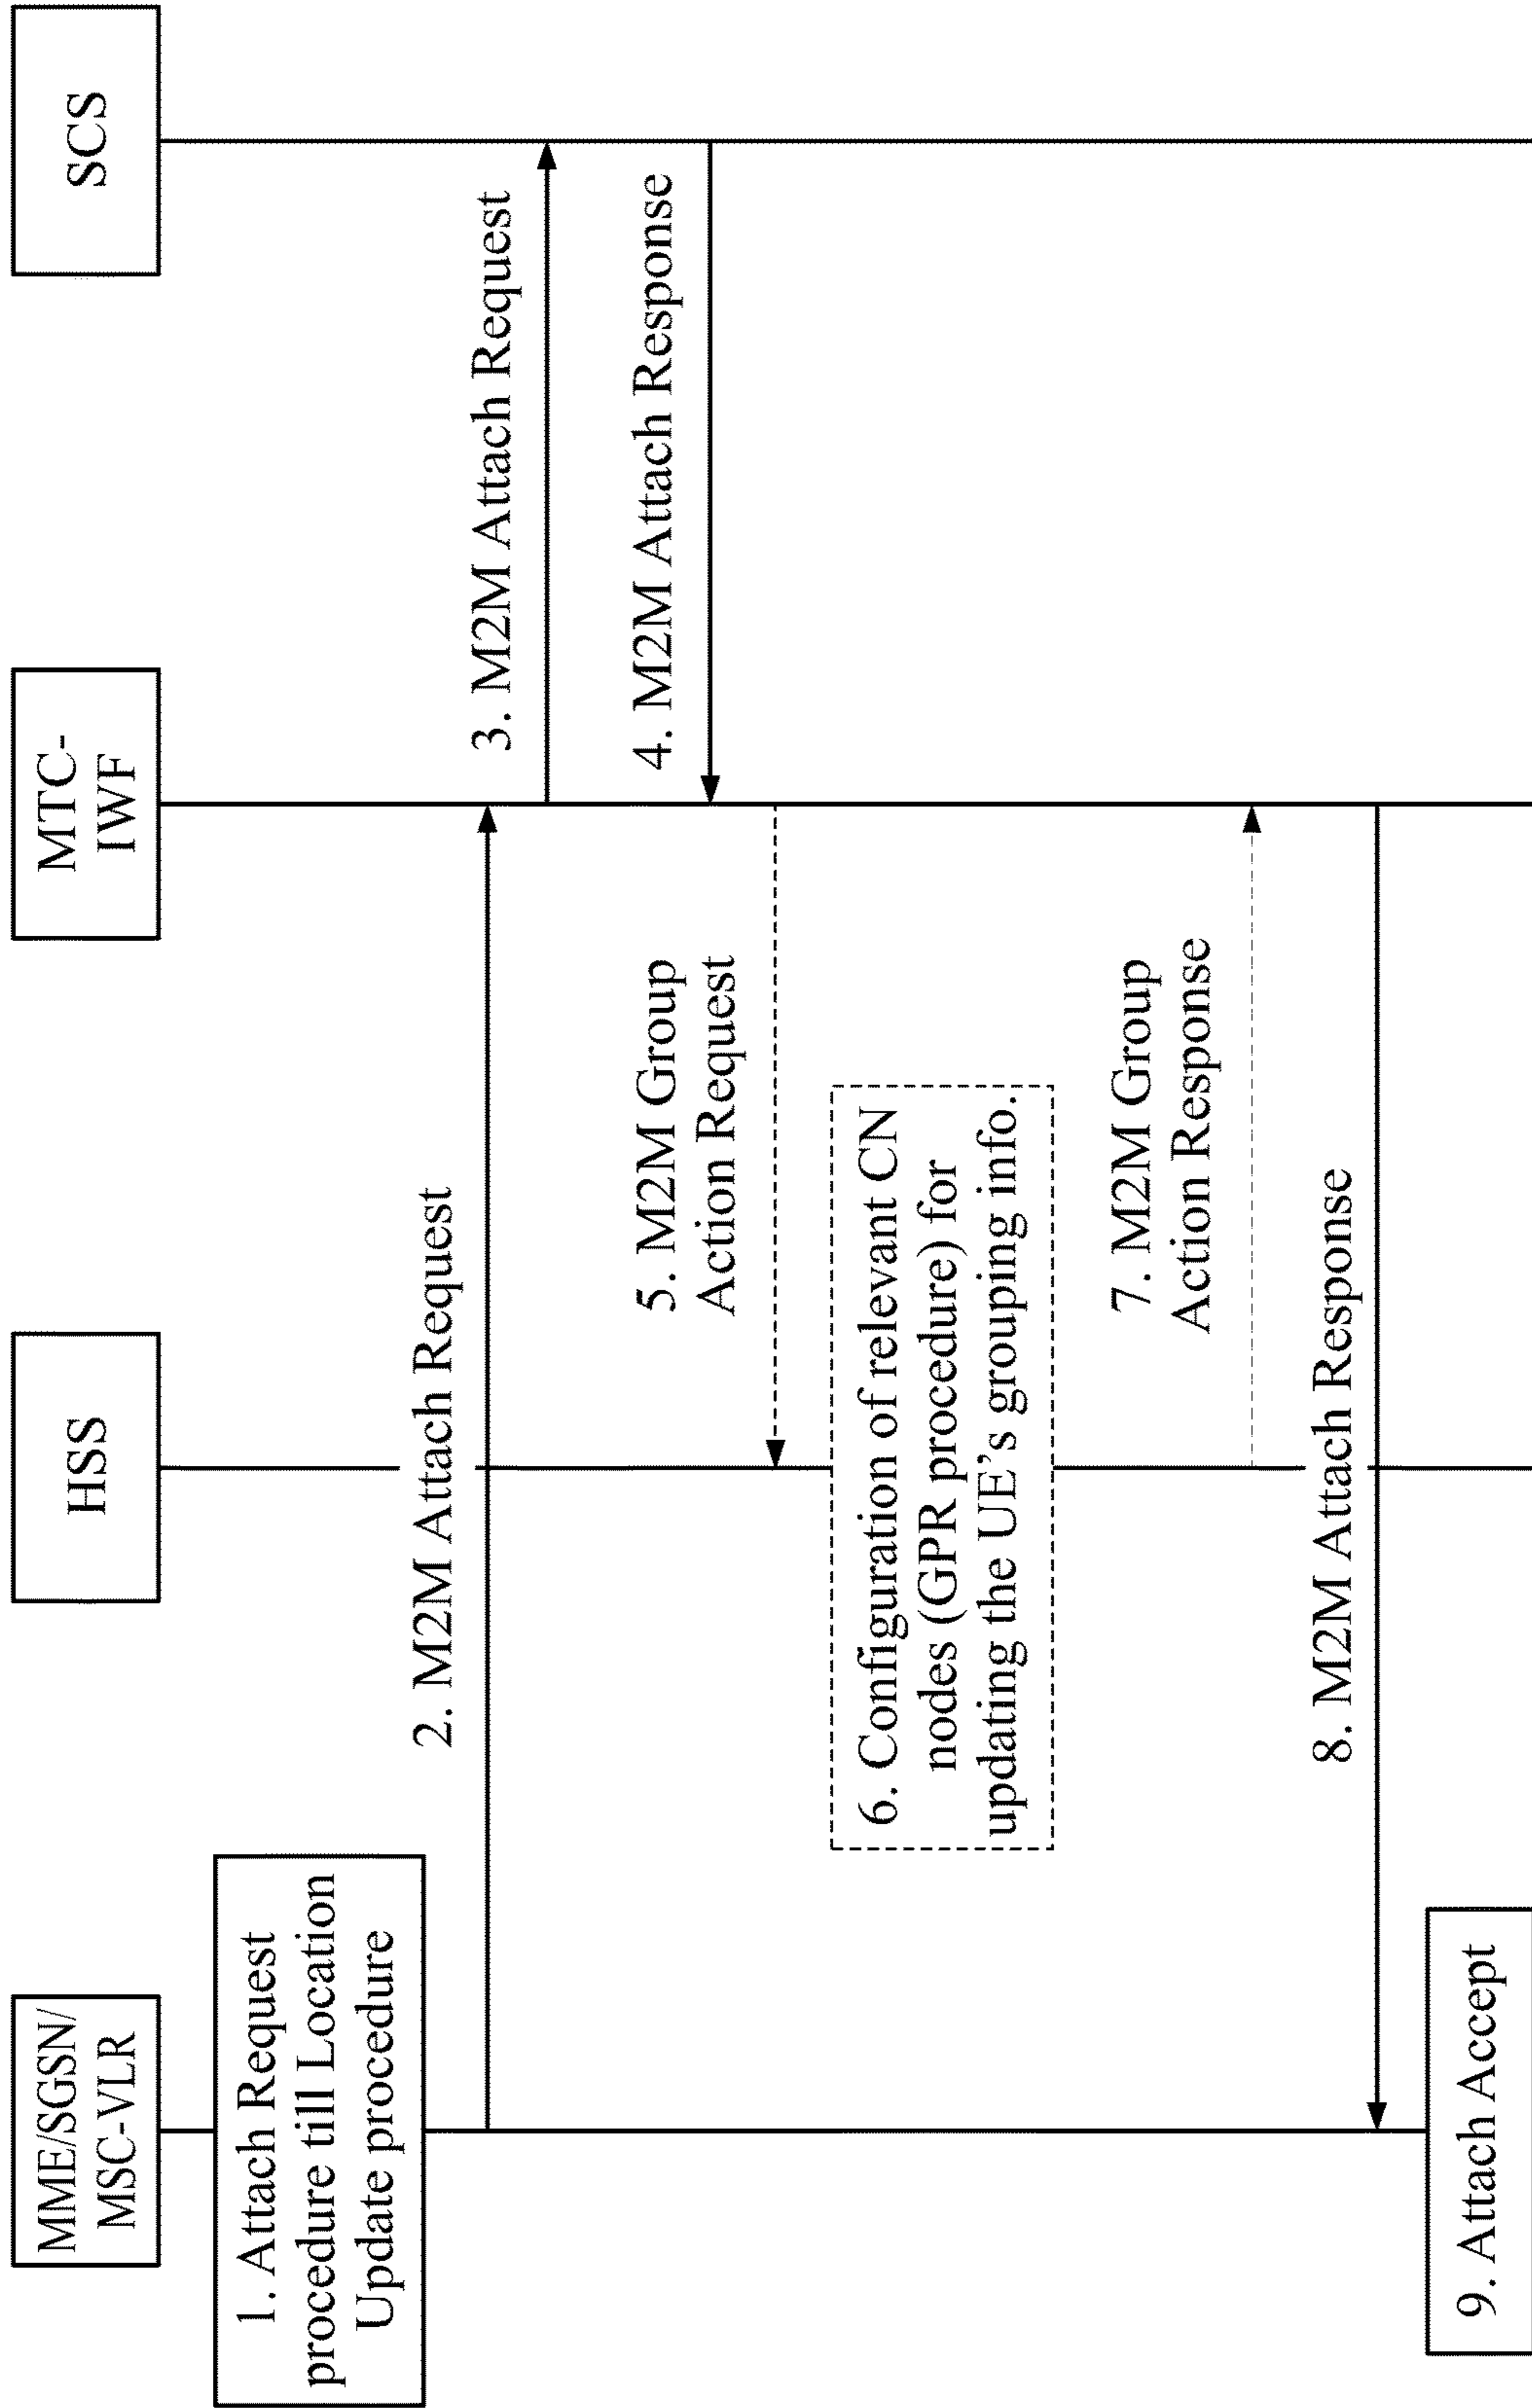 MME/SGSN/
MSC-VLR
HSS
MTC-
IWF
SCS
1. Attach Request
procedure till Location
Update procedure
2. M2M Attach Request
3. M2M Attach Request
4. M2M Attach Response
5. M2M Group
Action Request
6. Configuration of relevant CN
nodes (GPR procedure) for
updating the UE's grouping info.
7. M2M Group
Action Response
8. M2M Attach Response
9. Attach Accept